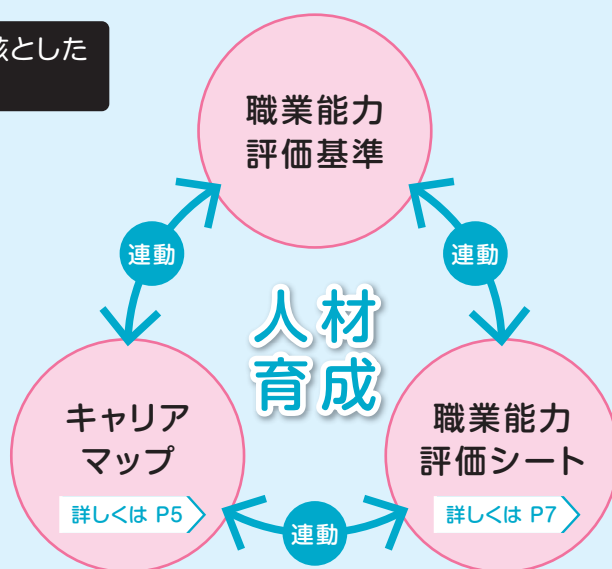 核とした
職業能力
評価基準
連動
連動
人材
育成
キャリア
マップ
詳しくは P5
職業能力
評価シート
詳しくは P7
連動